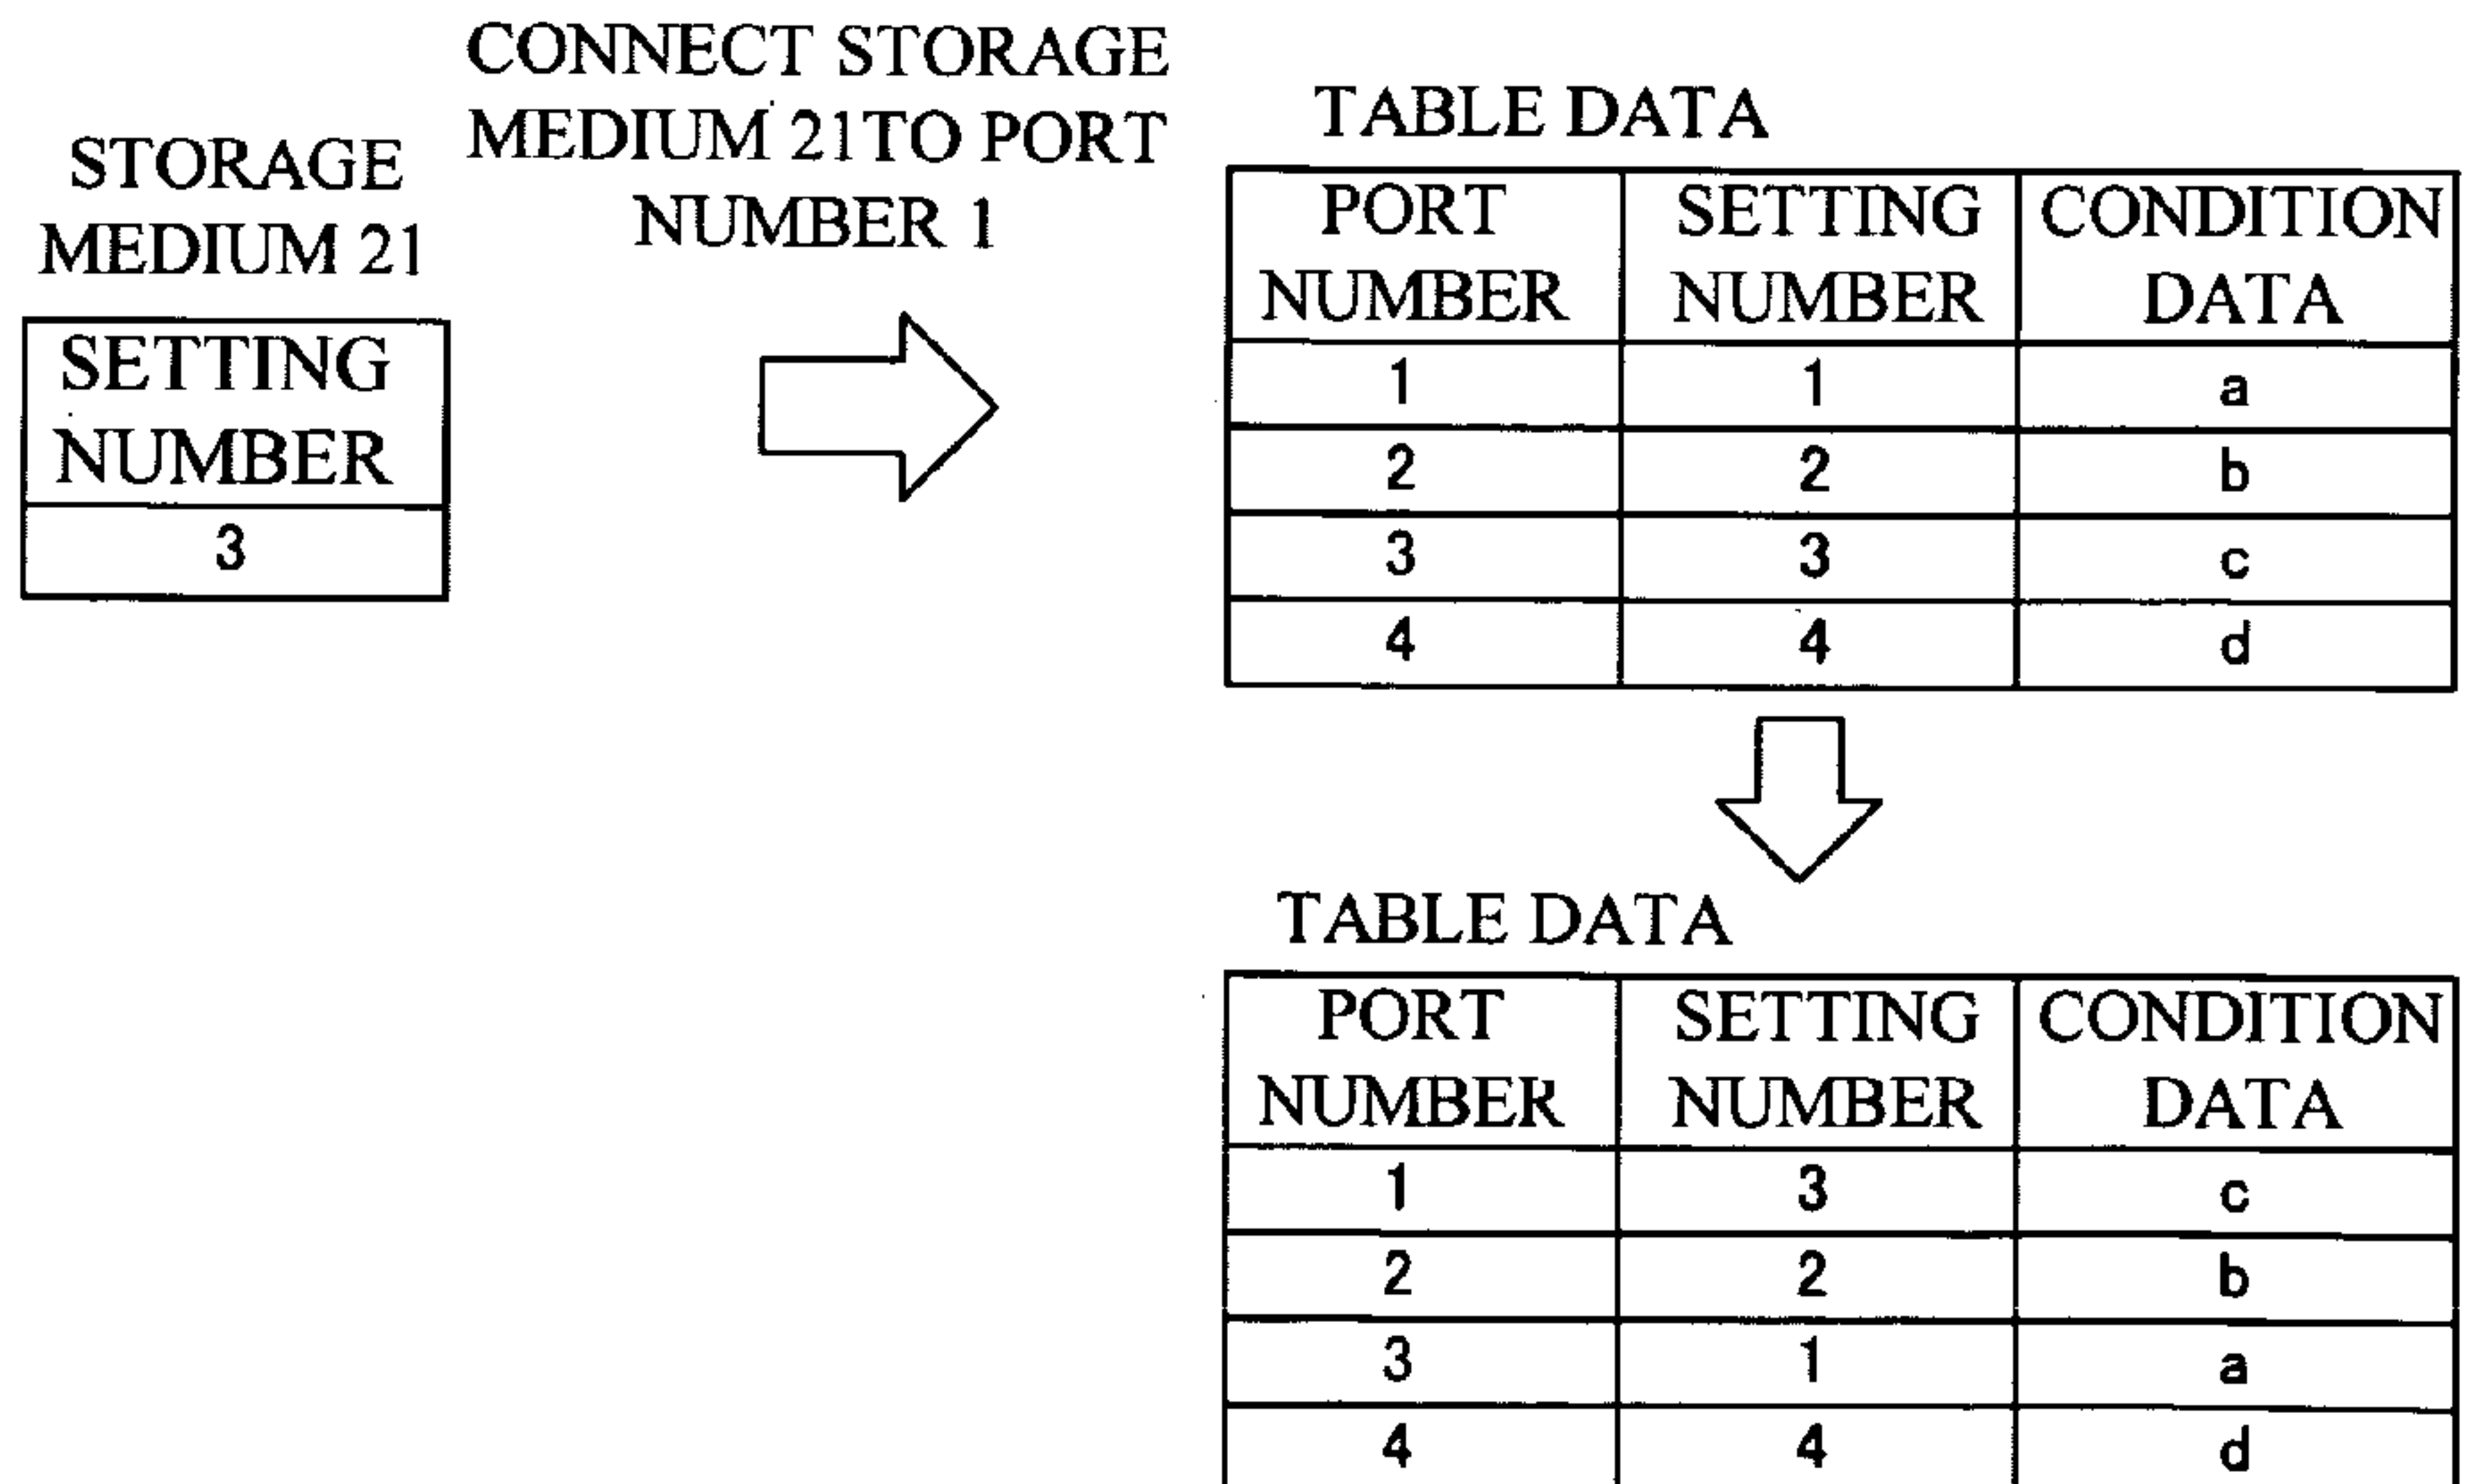 STORAGE
MEDIUM 21
SETTING
NUMBER
3
CONNECT STORAGE
MEDIUM 21TO PORT
NUMBER 1
TABLE DATA
PORT NUMBER SETTING NUMBER CONDITION DATA
1 1 a
2 2 b
3 3 c
4 4 d
TABLE DATA
PORT NUMBER SETTING NUMBER CONDITION DATA
1 3 c
2 2 b
3 1 a
4 4 d